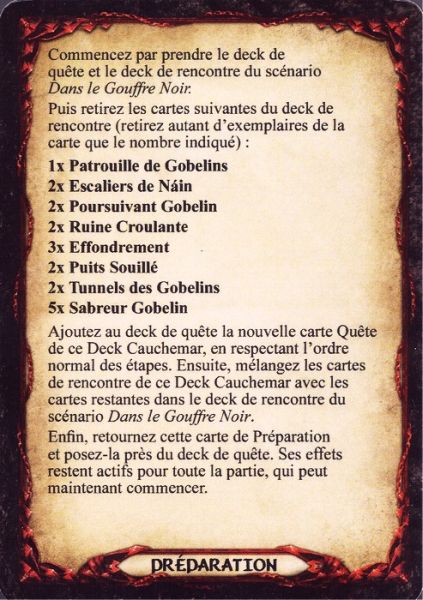 Commencez par prendre le deck de
quête et le deck de rencontre du scénario
Dans le Gouffre Noir.
Puis retirez les cartes suivantes du deck de
rencontre (retirez autant d'exemplaires de la
carte que le nombre indiqué) :
1x Patrouille de Gobelins
2x Escaliers de Náin
2x Poursuivant Gobelin
2x Ruine Croulante
3x Effondrement
2x Puits Souillé
2x Tunnels des Gobelins
5x Sabreur Gobelin
Ajoutez au deck de quête la nouvelle carte Quête
de ce Deck Cauchemar, en respectant l'ordre
normal des étapes. Ensuite, mélangez les cartes
de rencontre de ce Deck Cauchemar avec les
cartes restantes dans le deck de rencontre du
scénario Dans le Gouffre Noir.
Enfin, retournez cette carte de Préparation
et posez-la près du deck de quête. Ses effets
restent actifs pour toute la partie, qui peut
maintenant commencer.
PRÉPARATION